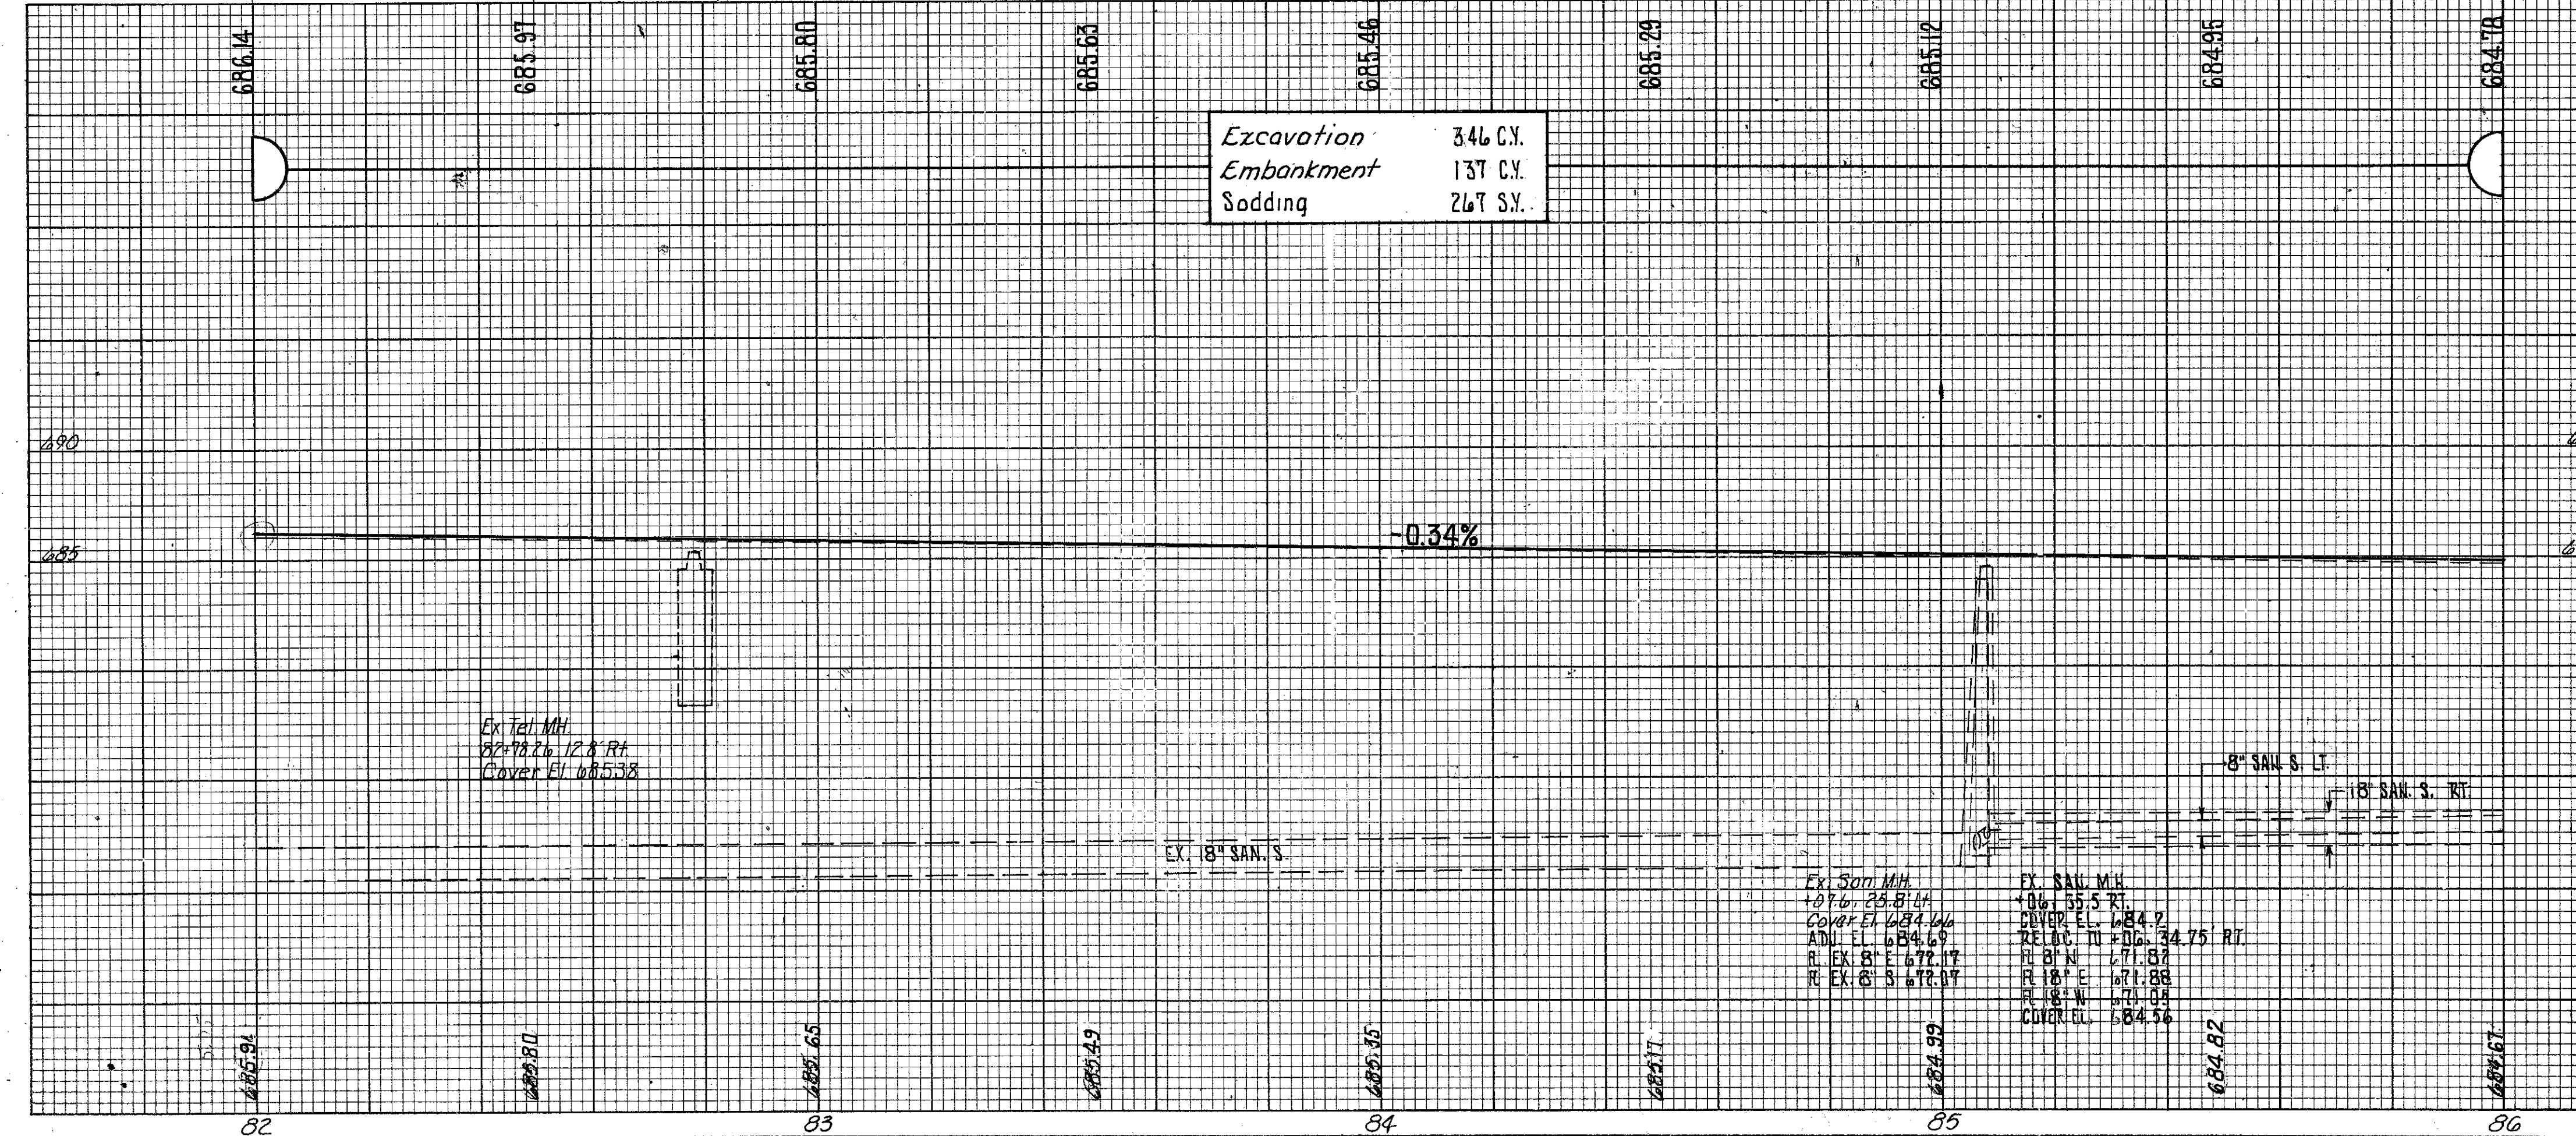 686.14
685.97
685.80
685.63
685.46
685.29
685.12
684.95
684.78
Excavation 346 C.Y.
Embankment 137 C.Y.
Sodding 267 S.Y.
690
685
-0.34%
Ex. Tel. M.H.
82+78.26, 12.8' Rt.
Cover El. 685.38
8" SAN. S. LT.
18" SAN. S. RT.
EX. 18" SAN. S.
Ex. San. M.H.
+07.6, 25.8' Lt.
Cover El. 684.66
ADJ. EL. 684.69
FL EX. 8" E 672.17
FL EX. 8" S 672.07
EX. SAN. M.H.
+06, 35.5 RT.
COVER EL. 684.2
RELOC. TO +06, 34.75' RT.
FL 8" N 671.82
FL 18" E 671.88
FL 18" W 671.05
COVER EL. 684.56
685.94
685.80
685.65
685.49
685.35
685.17
684.99
684.82
684.67
82
83
84
85
86